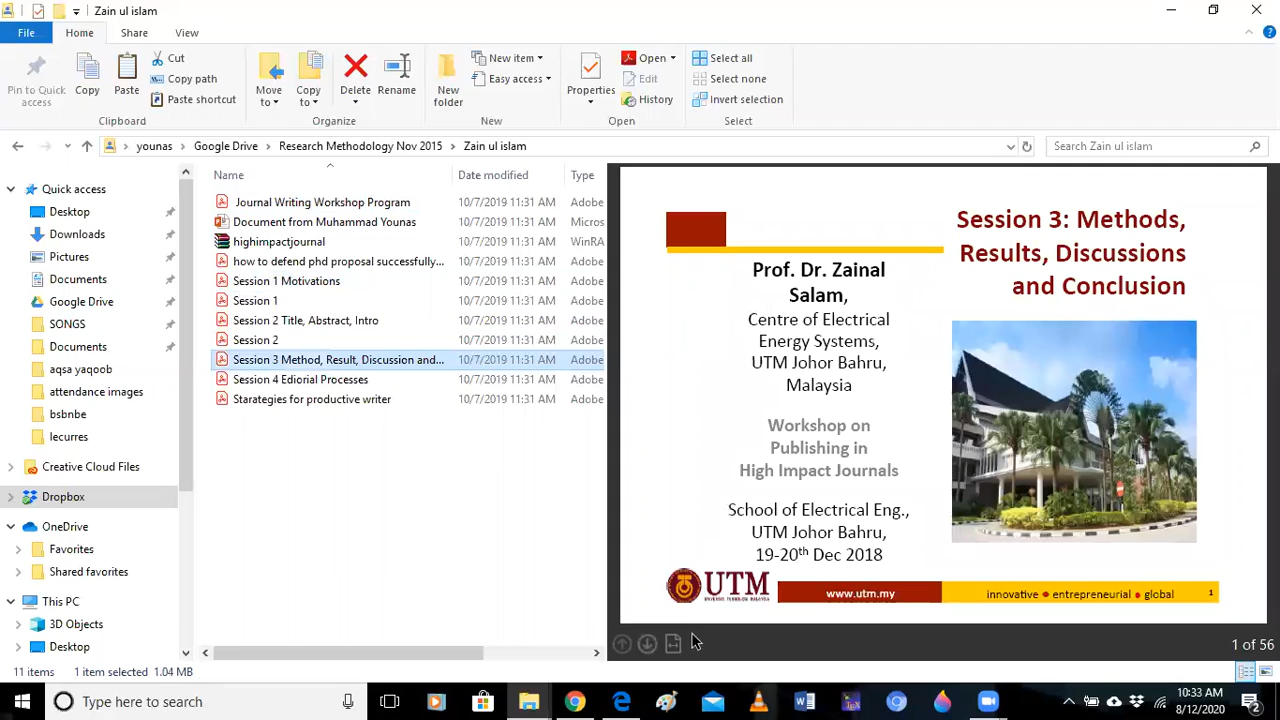 Zain ul islam
File Home Share View
Pin to Quick access
Copy
Paste
Cut
Copy path
Paste shortcut
Clipboard
Move to
Copy to
Delete
Rename
Organize
New folder
New item
Easy access
New
Properties
Open
Edit
History
Open
Select all
Select none
Invert selection
Select
younas Google Drive Research Methodology Nov 2015 Zain ul islam
Search Zain ul islam
Quick access
Desktop
Downloads
Pictures
Documents
Google Drive
SONGS
Documents
aqsa yaqoob
attendance images
bsbnbe
lecurres
Creative Cloud Files
Dropbox
OneDrive
Favorites
Shared favorites
This PC
3D Objects
Desktop
Name Date modified Type
Journal Writing Workshop Program 10/7/2019 11:31 AM Adobe
Document from Muhammad Younas 10/7/2019 11:31 AM Micros
highimpactjournal 10/7/2019 11:31 AM WinRA
how to defend phd proposal successfully... 10/7/2019 11:31 AM Adobe
Session 1 Motivations 10/7/2019 11:31 AM Adobe
Session 1 10/7/2019 11:31 AM Adobe
Session 2 Title, Abstract, Intro 10/7/2019 11:31 AM Adobe
Session 2 10/7/2019 11:31 AM Adobe
Session 3 Method, Result, Discussion and... 10/7/2019 11:31 AM Adobe
Session 4 Ediorial Processes 10/7/2019 11:31 AM Adobe
Starategies for productive writer 10/7/2019 11:31 AM Adobe
Session 3: Methods,
Results, Discussions
and Conclusion
Prof. Dr. Zainal
Salam,
Centre of Electrical
Energy Systems,
UTM Johor Bahru,
Malaysia
Workshop on
Publishing in
High Impact Journals
School of Electrical Eng.,
UTM Johor Bahru,
19-20th Dec 2018
UTM
UNIVERSITI TEKNOLOGI MALAYSIA
www.utm.my
innovative ● entrepreneurial ● global 1
1 of 56
11 items 1 item selected 1.04 MB
Type here to search
10:33 AM
8/12/2020
2